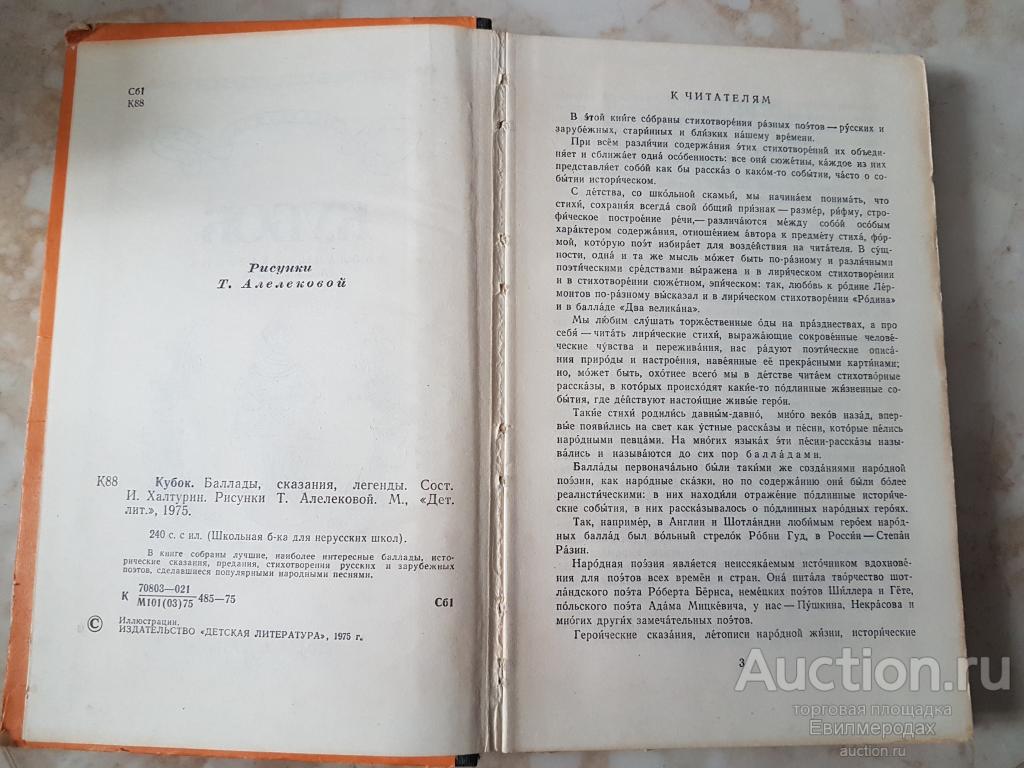 С61
К88
Рисунки
Т. Алелековой
К88 Кубок. Баллады, сказания, легенды. Сост.
И. Халтурин. Рисунки Т. Алелековой. М., «Дет.
лит.», 1975.
240 с. с ил. (Школьная б-ка для нерусских школ).
В книге собраны лучшие, наиболее интересные баллады, исто-
рические сказания, предания, стихотворения русских и зарубежных
поэтов, сделавшиеся популярными народными песнями.
К 70803—021
М101(03)75 485—75
С61
© Иллюстрации.
ИЗДАТЕЛЬСТВО «ДЕТСКАЯ ЛИТЕРАТУРА», 1975 г.
К ЧИТАТЕЛЯМ
В э́той кни́ге со́браны стихотворе́ния ра́зных поэ́тов — ру́сских и
зарубе́жных, стари́нных и бли́зких на́шему вре́мени.
При всём разли́чии содержа́ния э́тих стихотворе́ний их объеди-
ня́ет и сближа́ет одна́ осо́бенность: все они́ сюже́тны, ка́ждое из них
представля́ет собо́й как бы расска́з о како́м-то собы́тии, ча́сто о со-
бы́тии истори́ческом.
С де́тства, со шко́льной скамьи́, мы начина́ем понима́ть, что
стихи́, сохраня́я всегда́ свой о́бщий при́знак — разме́р, ри́фму, стро-
фи́ческое построе́ние ре́чи,— различа́ются ме́жду собо́й осо́бым
хара́ктером содержа́ния, отноше́нием а́втора к предме́ту стиха́, фо́р-
мой, кото́рую поэ́т избира́ет для возде́йствия на чита́теля. В су́щ-
ности, одна́ и та же мысль мо́жет быть по-ра́зному и разли́чными
поэти́ческими сре́дствами вы́ражена и в лири́ческом стихотворе́нии
и в стихотворе́нии сюже́тном, эпи́ческом: так, любо́вь к ро́дине Ле́р-
монтов по-ра́зному вы́сказал и в лири́ческом стихотворе́нии «Ро́дина»
и в балла́де «Два велика́на».
Мы лю́бим слу́шать торже́ственные о́ды на пра́зднествах, а про
себя́ — чита́ть лири́ческие стихи́, выража́ющие сокрове́нные челове́-
ческие чу́вства и пережива́ния, нас ра́дуют поэти́ческие описа́-
ния приро́ды и настрое́ния, наве́янные её прекра́сными карти́нами;
но, мо́жет быть, охо́тнее всего́ мы в де́тстве чита́ем стихотво́рные
расска́зы, в кото́рых происхо́дят каки́е-то по́длинные жи́зненные со-
бы́тия, где де́йствуют настоя́щие живы́е геро́и.
Таки́е стихи́ родили́сь давны́м-давно́, мно́го веко́в наза́д, впер-
вы́е появи́лись на свет как у́стные расска́зы и пе́сни, кото́рые пе́лись
наро́дными певца́ми. На мно́гих языка́х э́ти пе́сни-расска́зы назы-
ва́лись и называ́ются до сих пор балла́дами.
Балла́ды первонача́льно бы́ли таки́ми же созда́ниями наро́дной
поэ́зии, как наро́дные ска́зки, но по содержа́нию они́ бы́ли бо́лее
реалисти́ческими: в них находи́ли отраже́ние по́длинные истори́че-
ские собы́тия, в них расска́зывалось о по́длинных наро́дных геро́ях.
Так, наприме́р, в А́нглии и Шотла́ндии люби́мым геро́ем наро́д-
ных балла́д был во́льный стрело́к Ро́бин Гуд, в Росси́и — Степа́н
Ра́зин.
Наро́дная поэ́зия явля́ется неиссяка́емым исто́чником вдохнове́-
ния для поэ́тов всех времён и стран. Она́ пита́ла тво́рчество шот-
ла́ндского поэ́та Ро́берта Бёрнса, неме́цких поэ́тов Ши́ллера и Гёте,
по́льского поэ́та Ада́ма Мицке́вича, у нас — Пу́шкина, Некра́сова и
мно́гих други́х замеча́тельных поэ́тов.
Герои́ческие сказа́ния, ле́тописи наро́дной жи́зни, истори́ческие
3
Auction.ru
торговая площадка
Евилмеродах
auction.ru